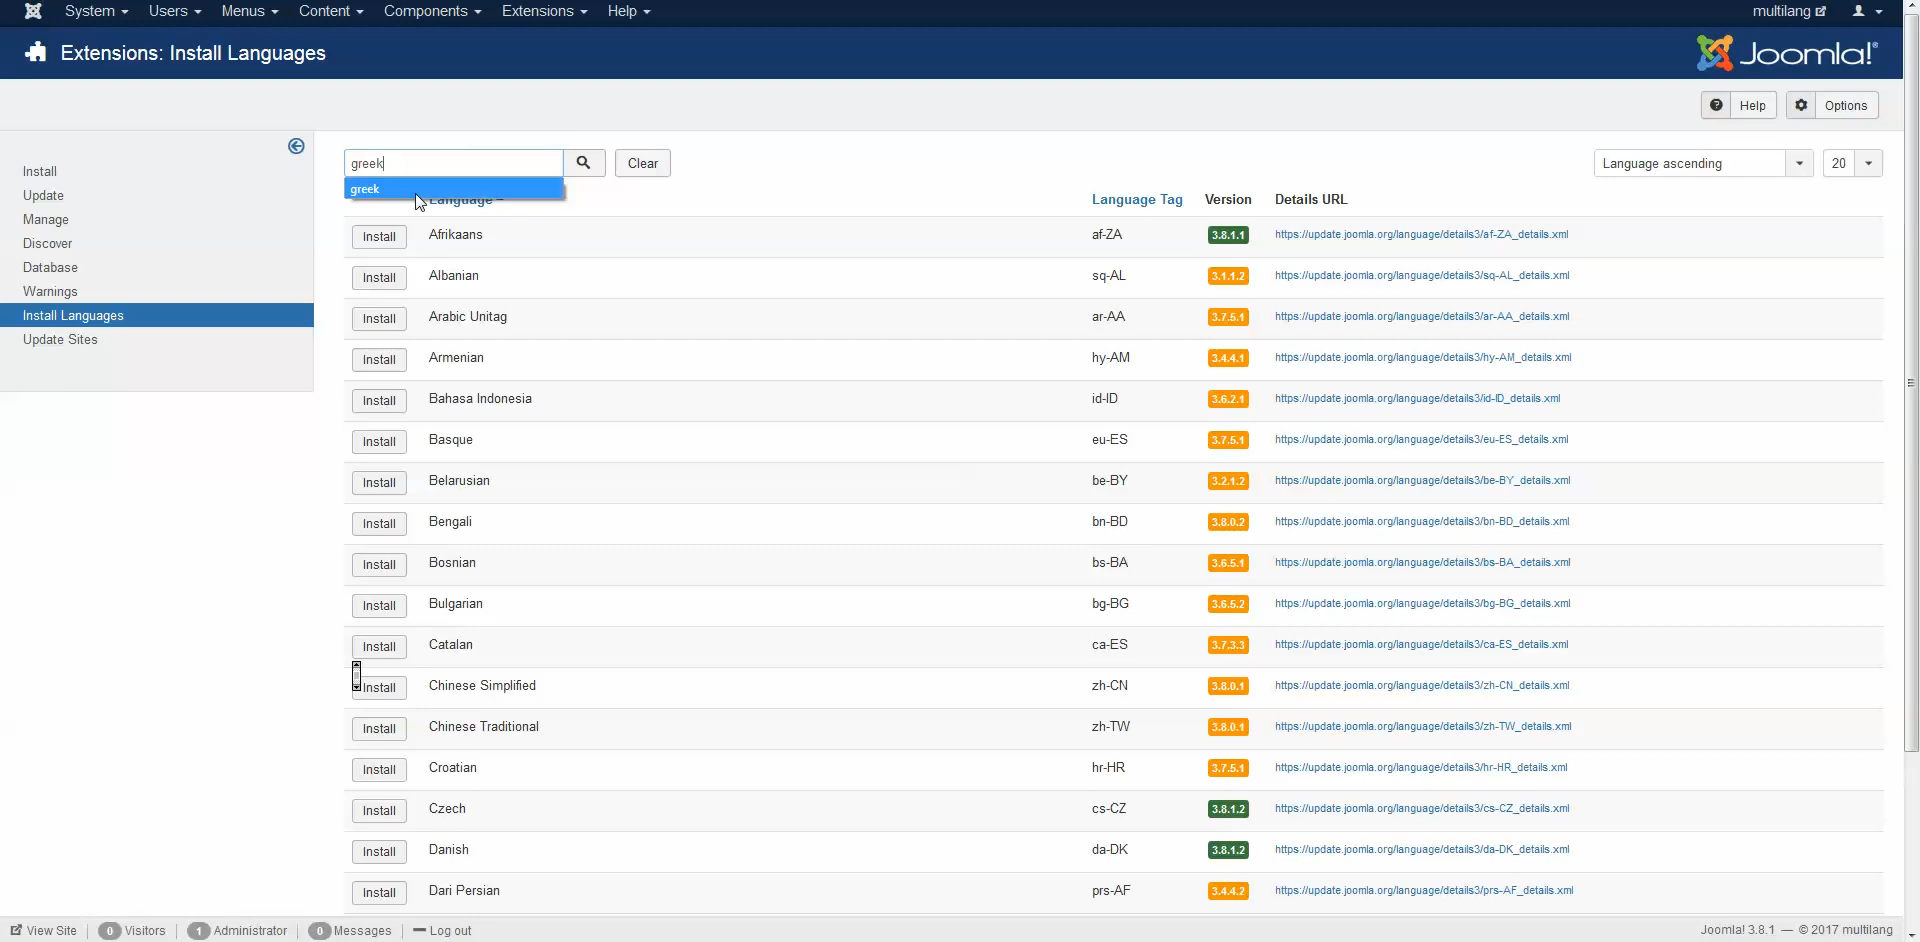 System Users Menus Content Components Extensions Help multilang
Extensions: Install Languages Joomla!®
Help Options
Install
Update
Manage
Discover
Database
Warnings
Install Languages
Update Sites
greek Clear Language ascending 20
greek
Language Language Tag Version Details URL
Install Afrikaans af-ZA 3.8.1.1 https://update.joomla.org/language/details3/af-ZA_details.xml
Install Albanian sq-AL 3.1.1.2 https://update.joomla.org/language/details3/sq-AL_details.xml
Install Arabic Unitag ar-AA 3.7.5.1 https://update.joomla.org/language/details3/ar-AA_details.xml
Install Armenian hy-AM 3.4.4.1 https://update.joomla.org/language/details3/hy-AM_details.xml
Install Bahasa Indonesia id-ID 3.6.2.1 https://update.joomla.org/language/details3/id-ID_details.xml
Install Basque eu-ES 3.7.5.1 https://update.joomla.org/language/details3/eu-ES_details.xml
Install Belarusian be-BY 3.2.1.2 https://update.joomla.org/language/details3/be-BY_details.xml
Install Bengali bn-BD 3.8.0.2 https://update.joomla.org/language/details3/bn-BD_details.xml
Install Bosnian bs-BA 3.6.5.1 https://update.joomla.org/language/details3/bs-BA_details.xml
Install Bulgarian bg-BG 3.6.5.2 https://update.joomla.org/language/details3/bg-BG_details.xml
Install Catalan ca-ES 3.7.3.3 https://update.joomla.org/language/details3/ca-ES_details.xml
Install Chinese Simplified zh-CN 3.8.0.1 https://update.joomla.org/language/details3/zh-CN_details.xml
Install Chinese Traditional zh-TW 3.8.0.1 https://update.joomla.org/language/details3/zh-TW_details.xml
Install Croatian hr-HR 3.7.5.1 https://update.joomla.org/language/details3/hr-HR_details.xml
Install Czech cs-CZ 3.8.1.2 https://update.joomla.org/language/details3/cs-CZ_details.xml
Install Danish da-DK 3.8.1.2 https://update.joomla.org/language/details3/da-DK_details.xml
Install Dari Persian prs-AF 3.4.4.2 https://update.joomla.org/language/details3/prs-AF_details.xml
View Site 0 Visitors 1 Administrator 0 Messages Log out Joomla! 3.8.1 — © 2017 multilang